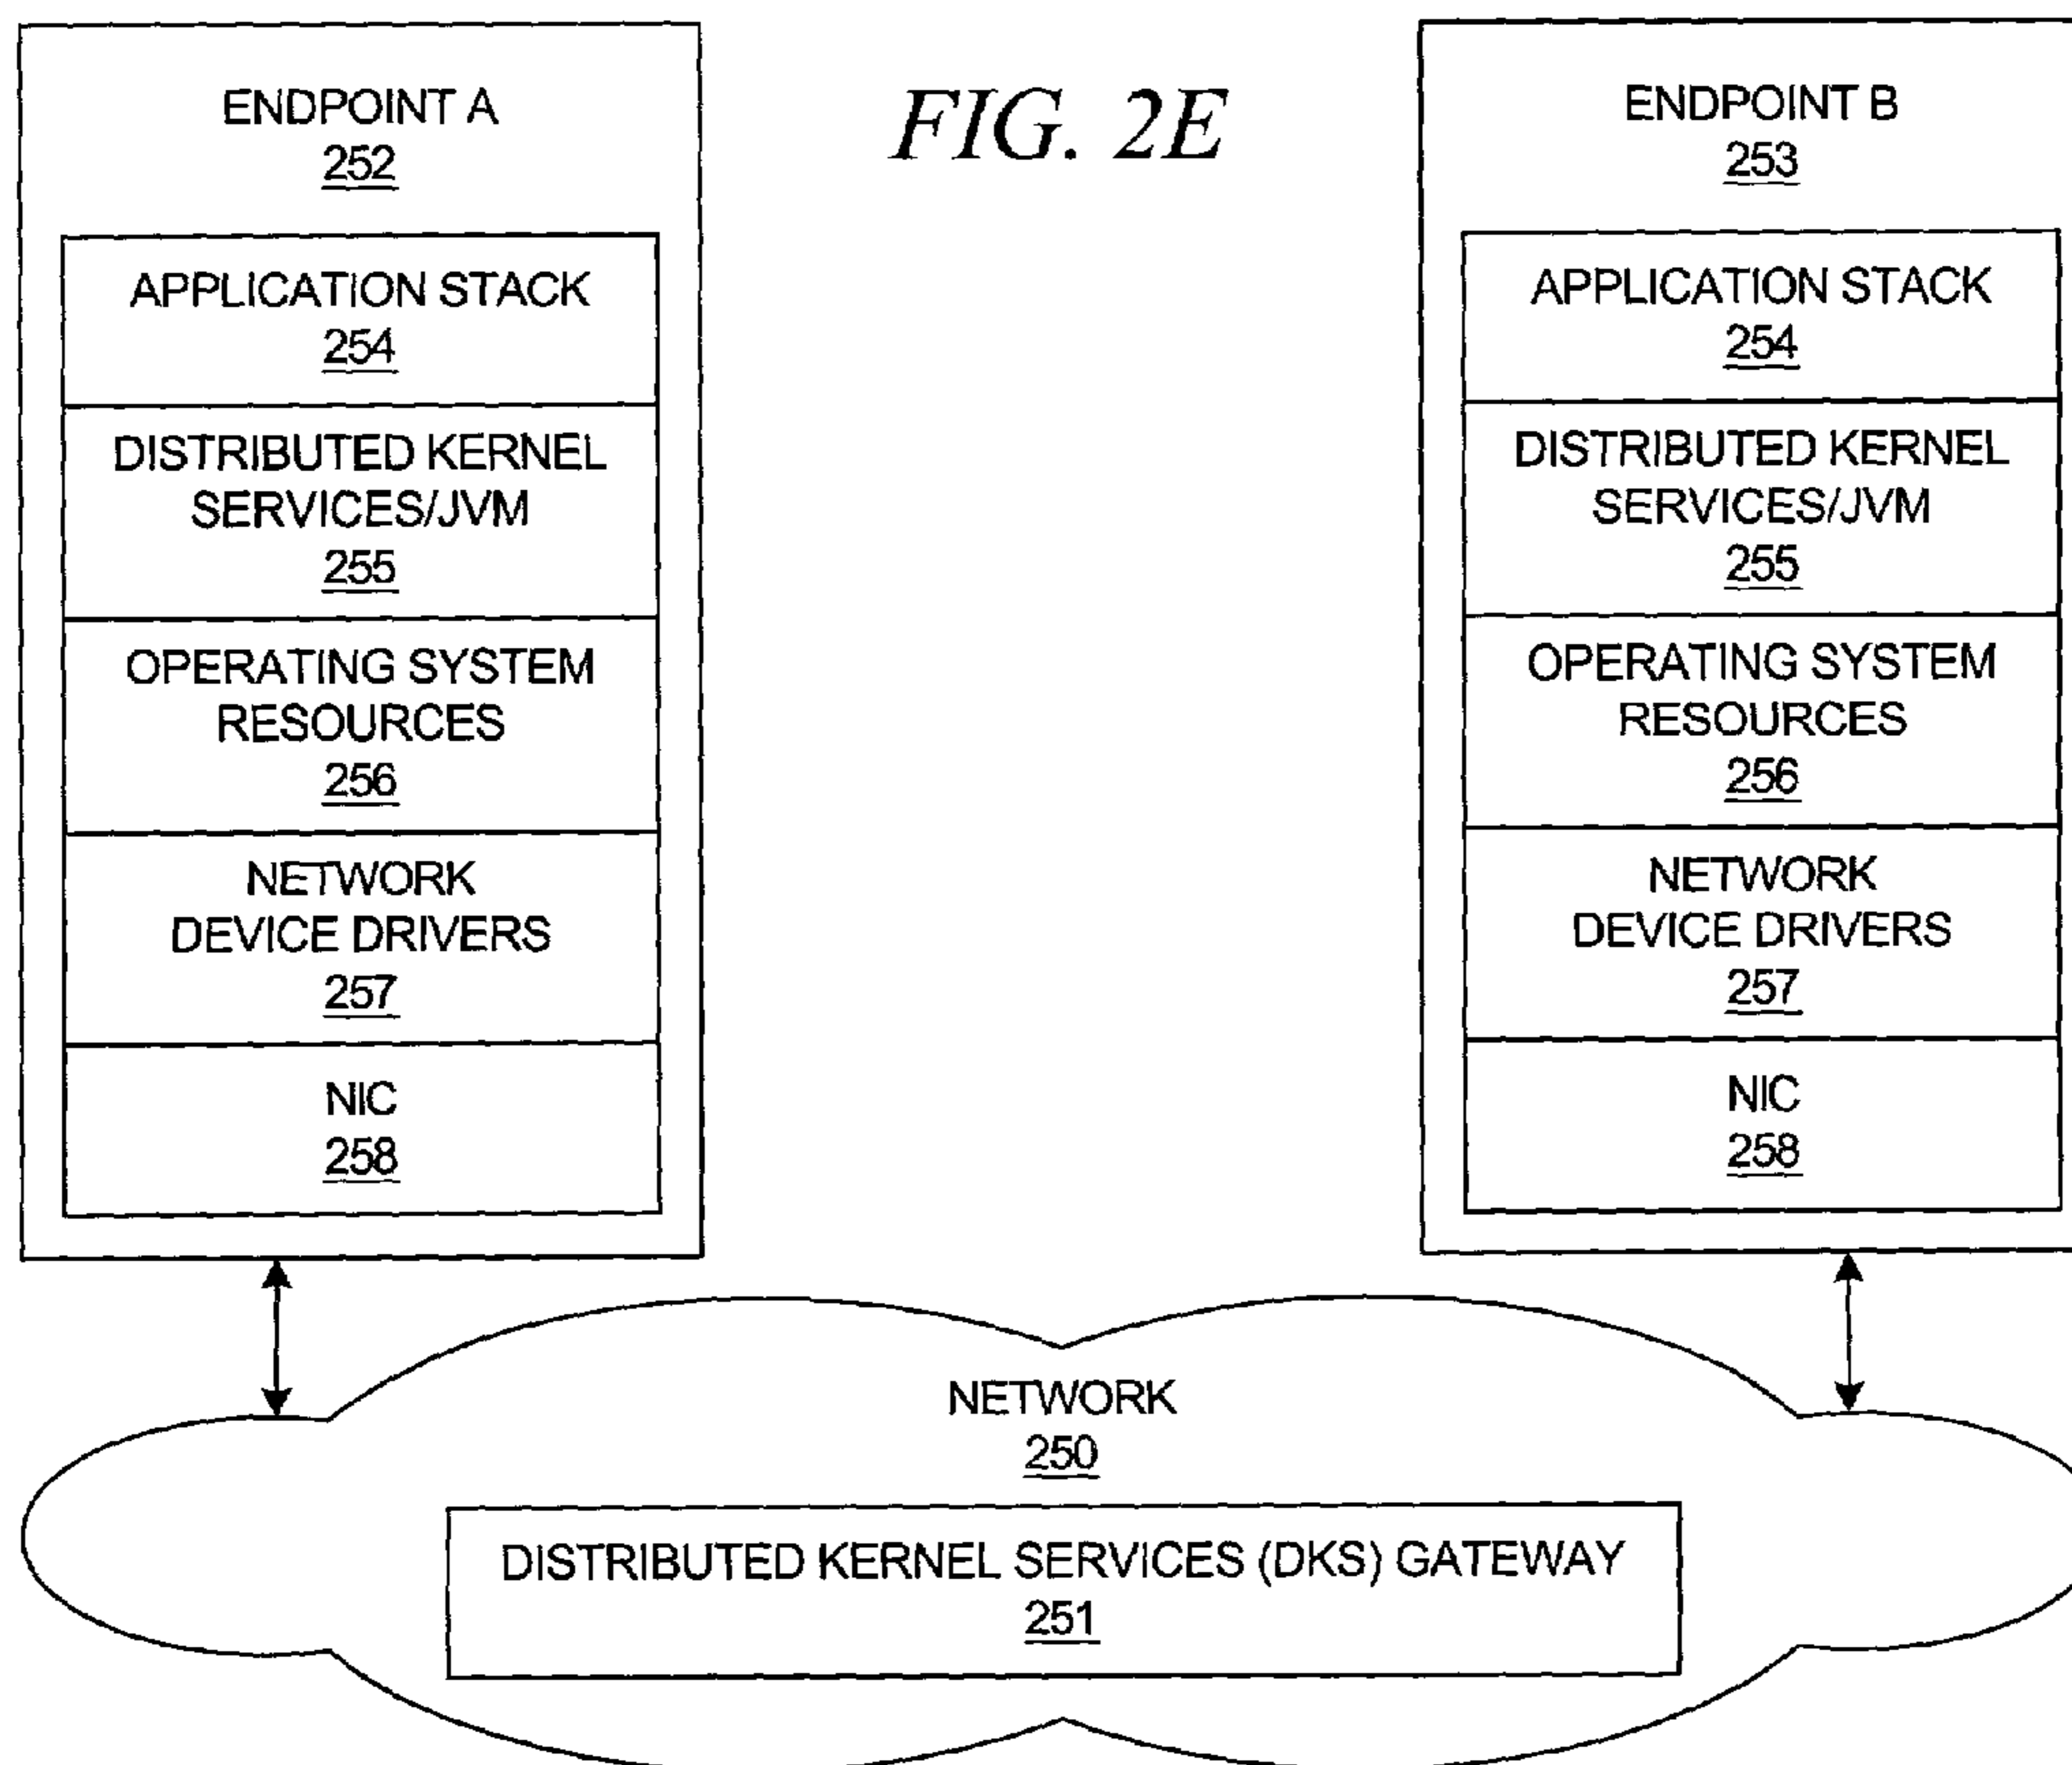 FIG. 2E
ENDPOINT A
252
APPLICATION STACK
254
DISTRIBUTED KERNEL
SERVICES/JVM
255
OPERATING SYSTEM
RESOURCES
256
NETWORK
DEVICE DRIVERS
257
NIC
258
ENDPOINT B
253
APPLICATION STACK
254
DISTRIBUTED KERNEL
SERVICES/JVM
255
OPERATING SYSTEM
RESOURCES
256
NETWORK
DEVICE DRIVERS
257
NIC
258
NETWORK
250
DISTRIBUTED KERNEL SERVICES (DKS) GATEWAY
251